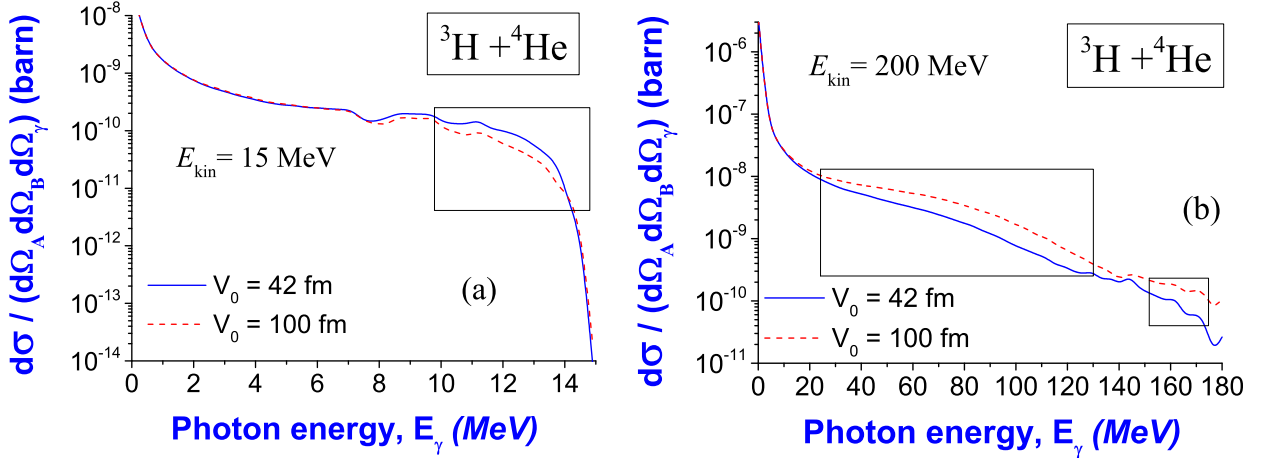 dσ / (dΩ_A dΩ_B dΩ_γ) (barn)
10^-8
10^-9
10^-10
10^-11
10^-12
10^-13
10^-14
(a)
³H + ⁴He
E_kin = 15 MeV
V_0 = 42 fm
V_0 = 100 fm
(a)
0 2 4 6 8 10 12 14
Photon energy, E_γ (MeV)
dσ / (dΩ_A dΩ_B dΩ_γ) (barn)
10^-6
10^-7
10^-8
10^-9
10^-10
10^-11
E_kin = 200 MeV
³H + ⁴He
(b)
V_0 = 42 fm
V_0 = 100 fm
0 20 40 60 80 100 120 140 160 180
Photon energy, E_γ (MeV)